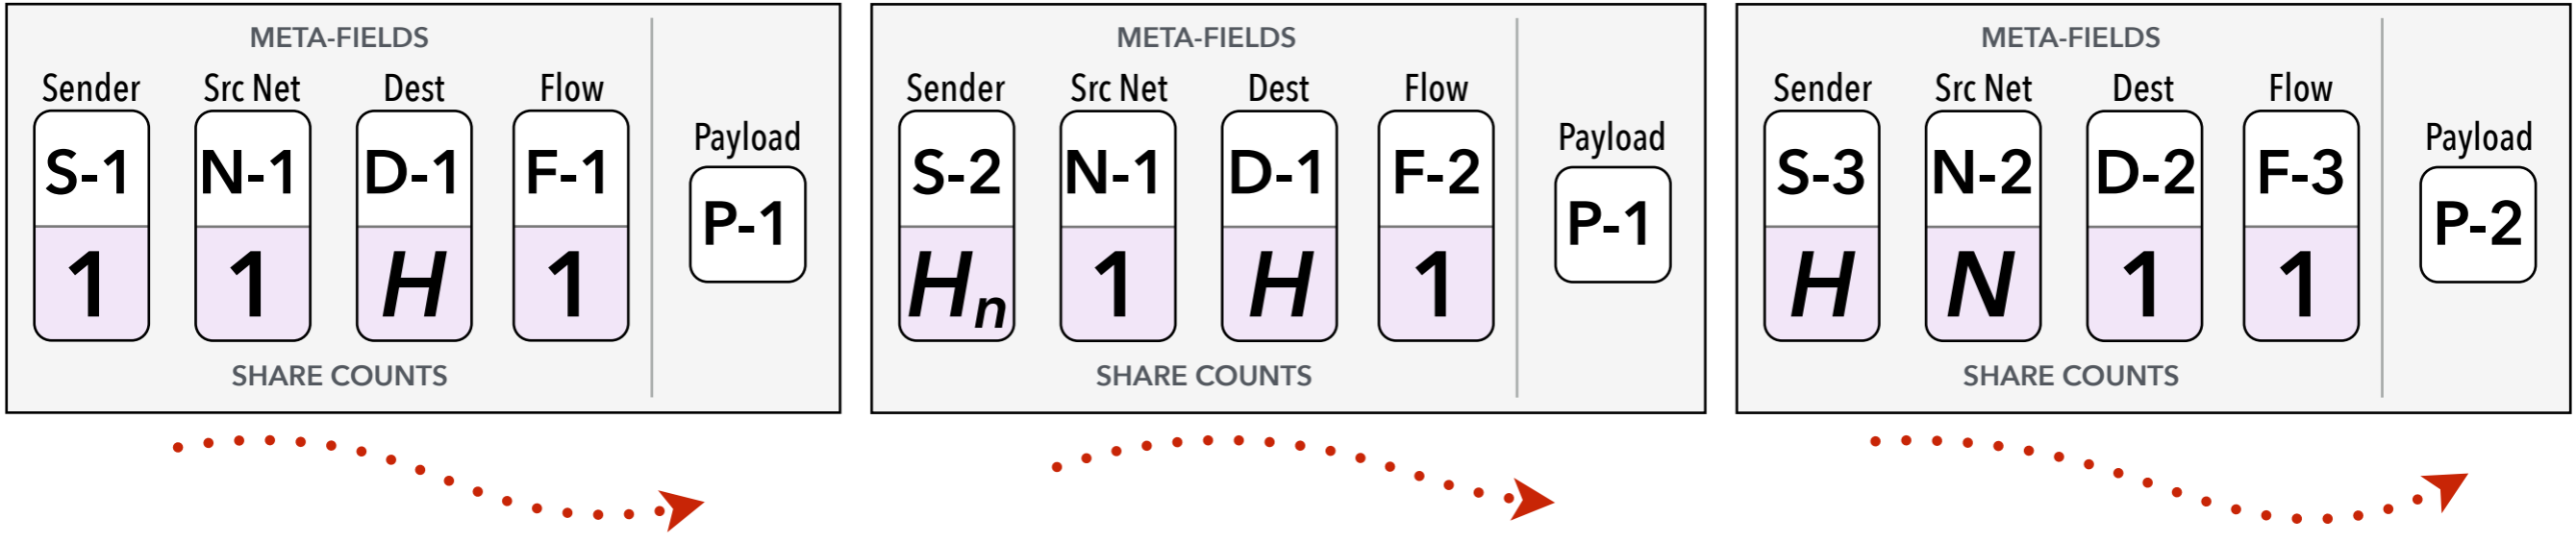 META-FIELDS
Sender Src Net Dest Flow
S-1 N-1 D-1 F-1
1 1 H 1
SHARE COUNTS
Payload
P-1
META-FIELDS
Sender Src Net Dest Flow
S-2 N-1 D-1 F-2
Hn 1 H 1
SHARE COUNTS
Payload
P-1
META-FIELDS
Sender Src Net Dest Flow
S-3 N-2 D-2 F-3
H N 1 1
SHARE COUNTS
Payload
P-2